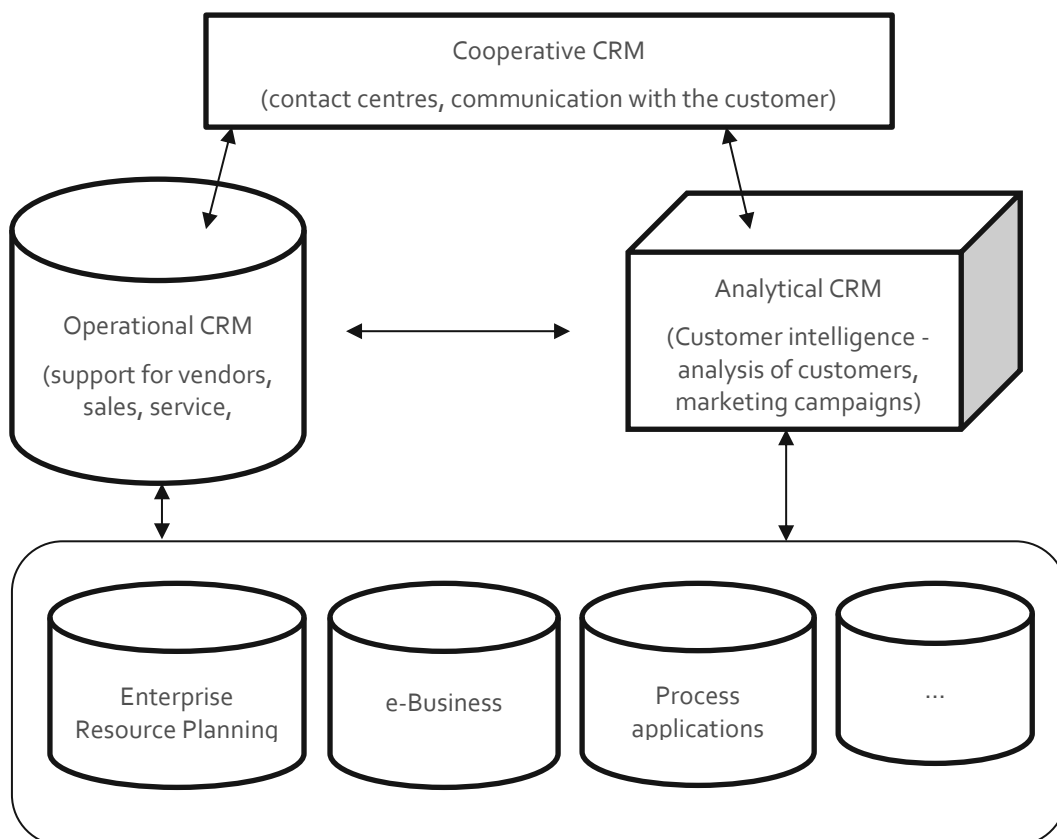 Cooperative CRM
(contact centres, communication with the customer)
Operational CRM
(support for vendors,
sales, service,
Analytical CRM
(Customer intelligence -
analysis of customers,
marketing campaigns)
Enterprise
Resource Planning
e-Business
Process
applications
...